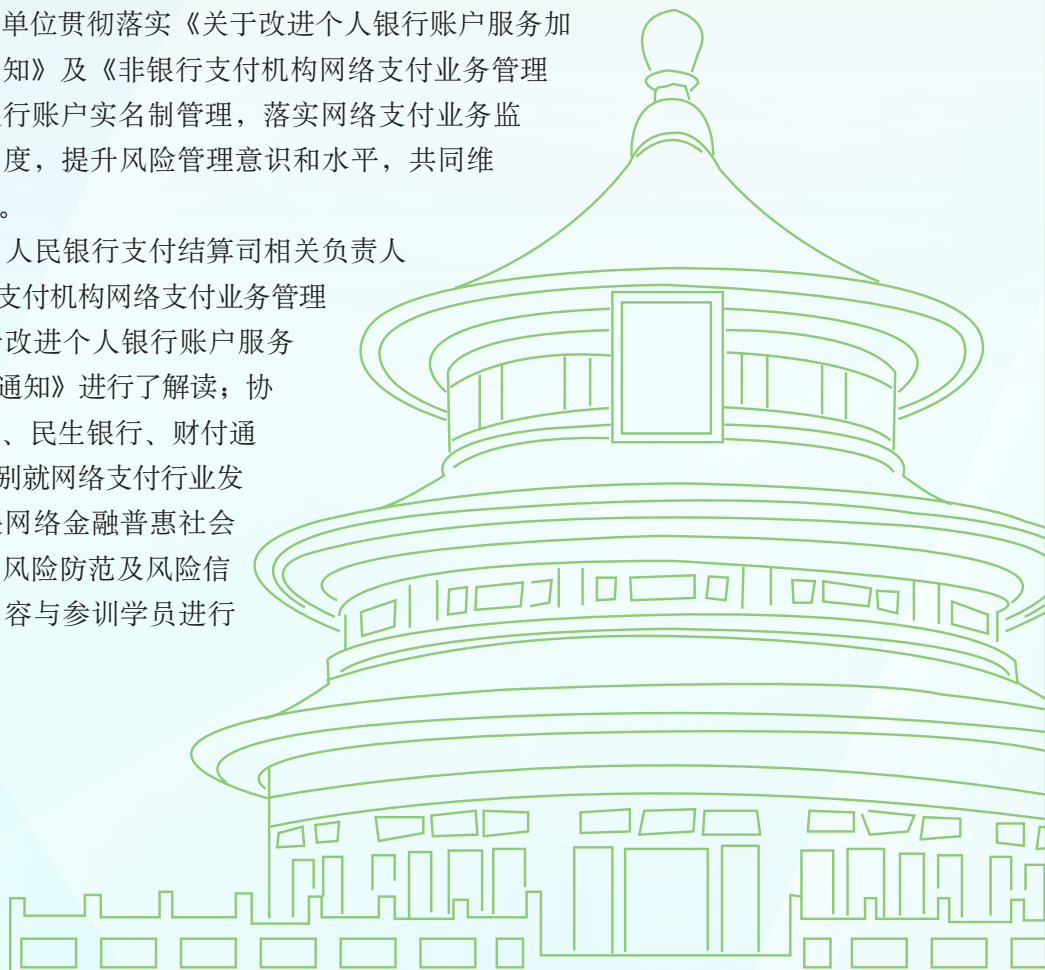 单位贯彻落实《关于改进个人银行账户服务加
知》及《非银行支付机构网络支付业务管理
行账户实名制管理，落实网络支付业务监
度，提升风险管理意识和水平，共同维
。
人民银行支付结算司相关负责人
支付机构网络支付业务管理
改进个人银行账户服务
通知》进行了解读；协
、民生银行、财付通
别就网络支付行业发
网络金融普惠社会
风险防范及风险信
容与参训学员进行